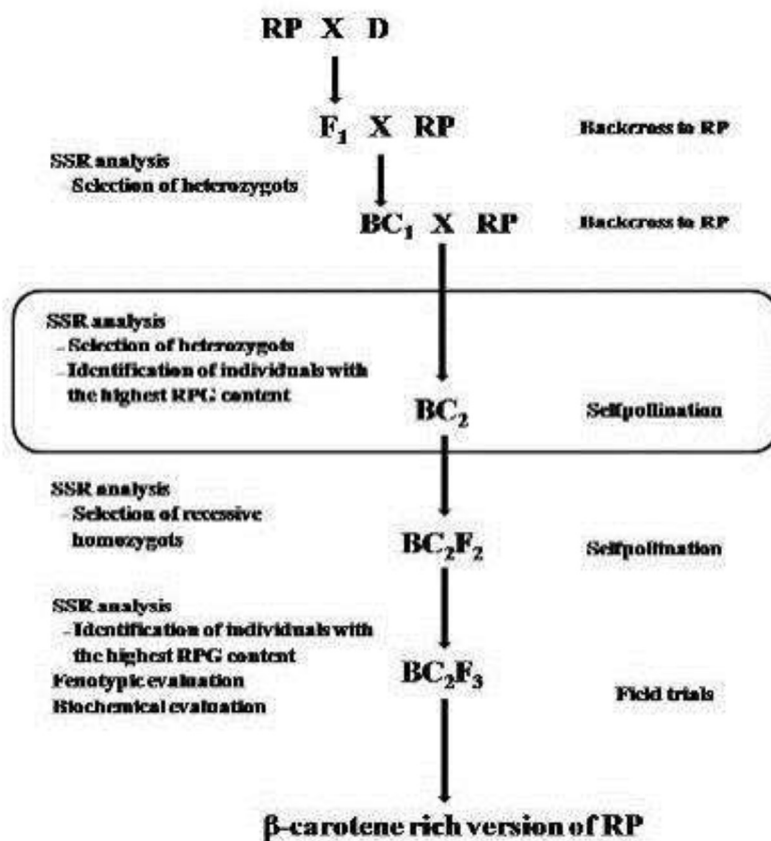 RP X D
F₁ X RP
Backcross to RP
SSR analysis
- Selection of heterozygots
BC₁ X RP
Backcross to RP
SSR analysis
- Selection of heterozygots
- Identification of individuals with
the highest RPG content
BC₂
Selfpollination
SSR analysis
- Selection of recessive
homozygots
BC₂F₂
Selfpollination
SSR analysis
- Identification of individuals with
the highest RPG content
Fenotypic evaluation
Biochemical evaluation
BC₂F₃
Field trials
β-carotene rich version of RP